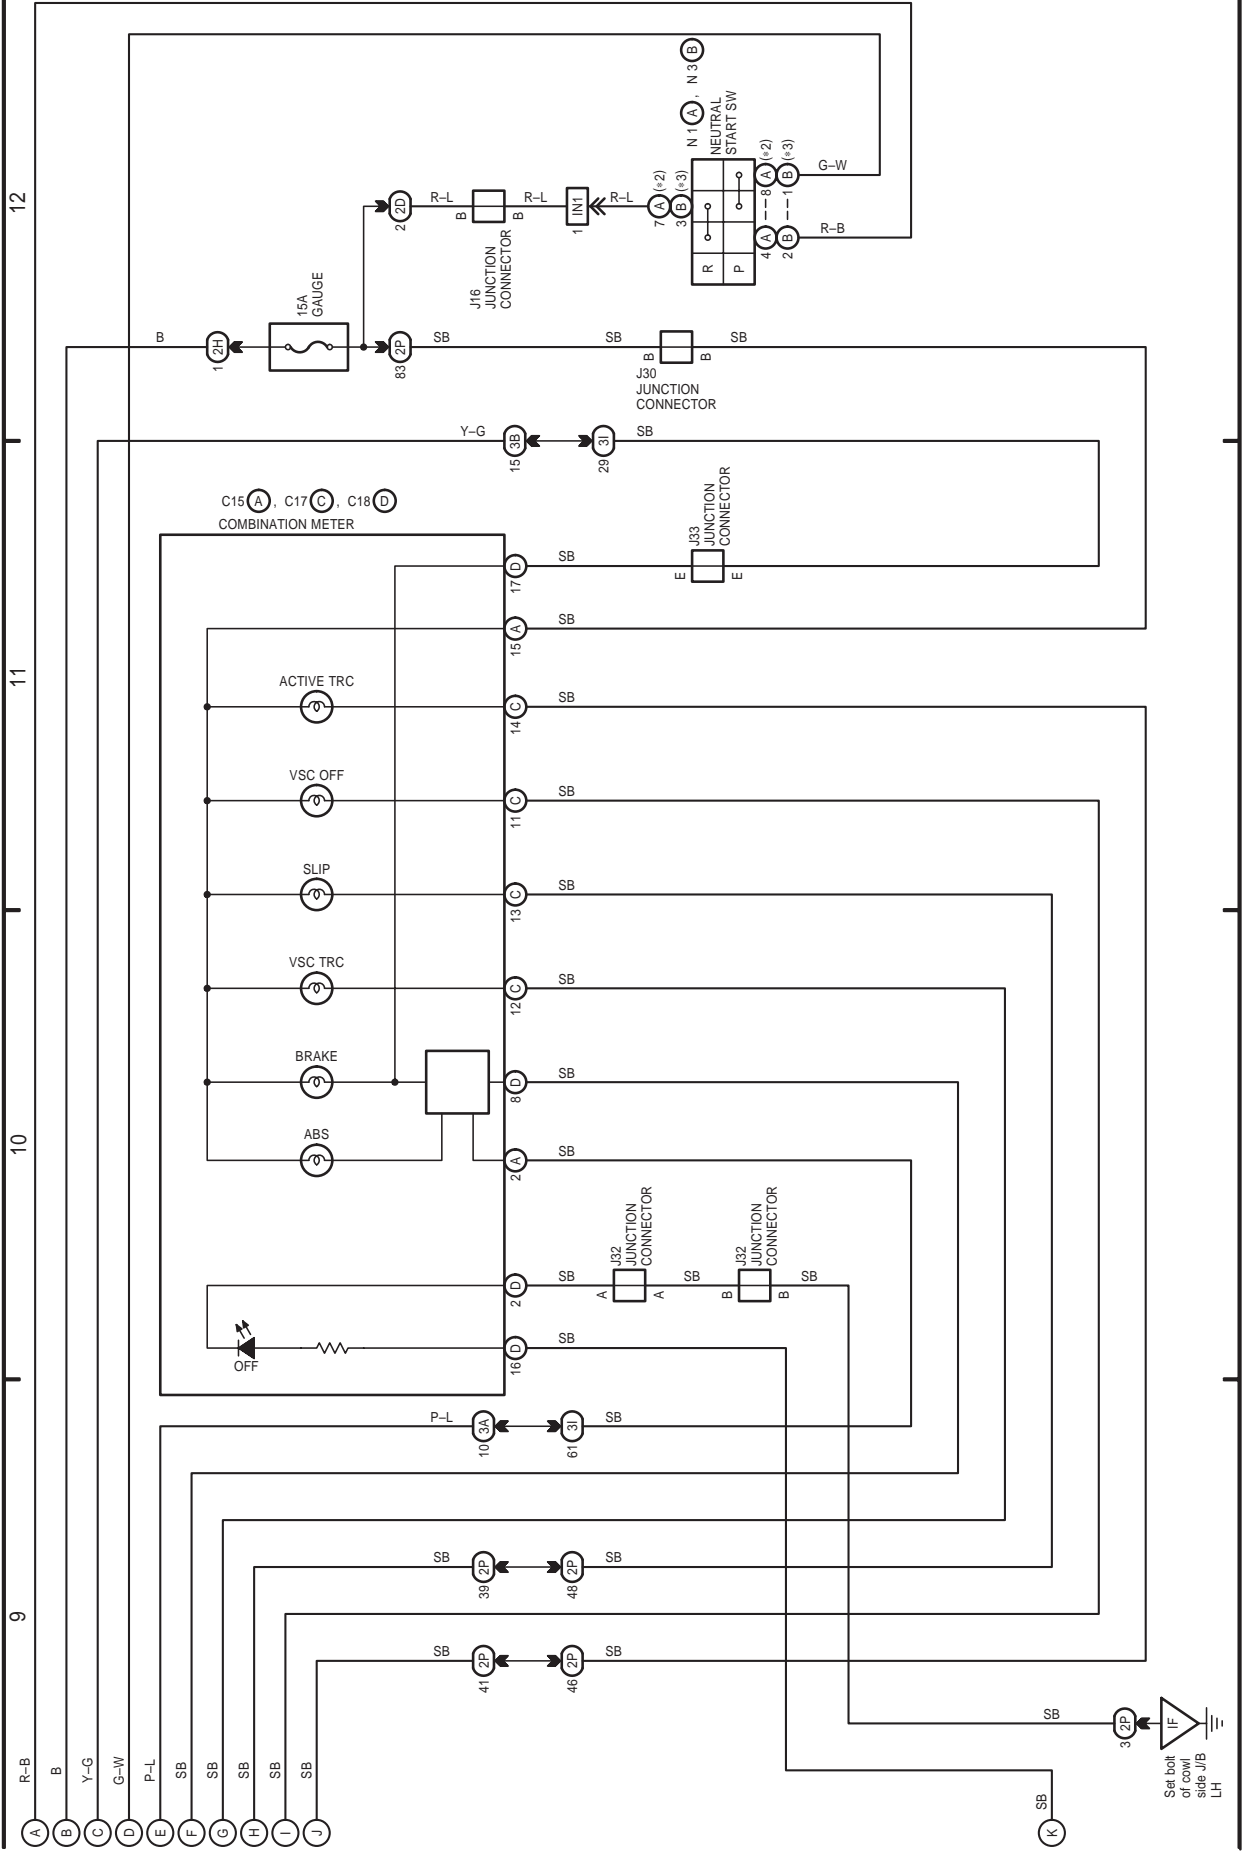 12
11
10
9
N 1 A , N 3 B
NEUTRAL
START SW
R
P
7 A (*2)
3 B (*3)
8 A (*2)
1 B (*3)
4 A
2 B
G–W
R–B
2 2D
R–L
B
B
R–L
1 IN1
R–L
J16
JUNCTION
CONNECTOR
15A
GAUGE
B
1 2H
83 2P
SB
SB
B
B
SB
J30
JUNCTION
CONNECTOR
Y–G
15 3B
29 3I
SB
C15 A , C17 C , C18 D
COMBINATION METER
17 D
SB
E
E
J33
JUNCTION
CONNECTOR
15 A
SB
ACTIVE TRC
14 C
SB
VSC OFF
11 C
SB
SLIP
13 C
SB
VSC TRC
12 C
SB
BRAKE
8 D
SB
ABS
2 A
SB
2 D
SB
A
A
J32
JUNCTION
CONNECTOR
SB
B
B
J32
JUNCTION
CONNECTOR
SB
OFF
16 D
SB
P–L
10 3A
61 3I
SB
SB
39 2P
48 2P
SB
SB
41 2P
46 2P
SB
SB
3 2P
IF
Set bolt
of cowl
side J/B
LH
R–B
A
B
B
Y–G
C
G–W
D
P–L
E
SB
F
SB
G
SB
H
SB
I
SB
J
SB
K